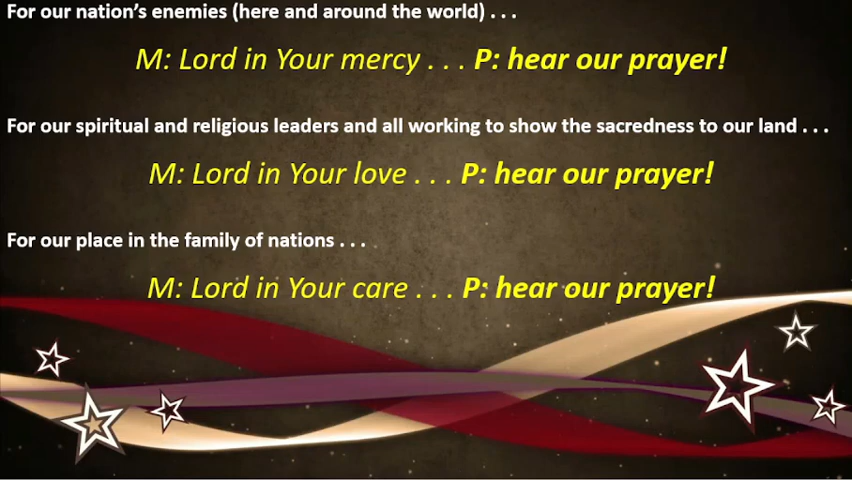 For our nation’s enemies (here and around the world) . . .
M: Lord in Your mercy . . . P: hear our prayer!
For our spiritual and religious leaders and all working to show the sacredness to our land . . .
M: Lord in Your love . . . P: hear our prayer!
For our place in the family of nations . . .
M: Lord in Your care . . . P: hear our prayer!